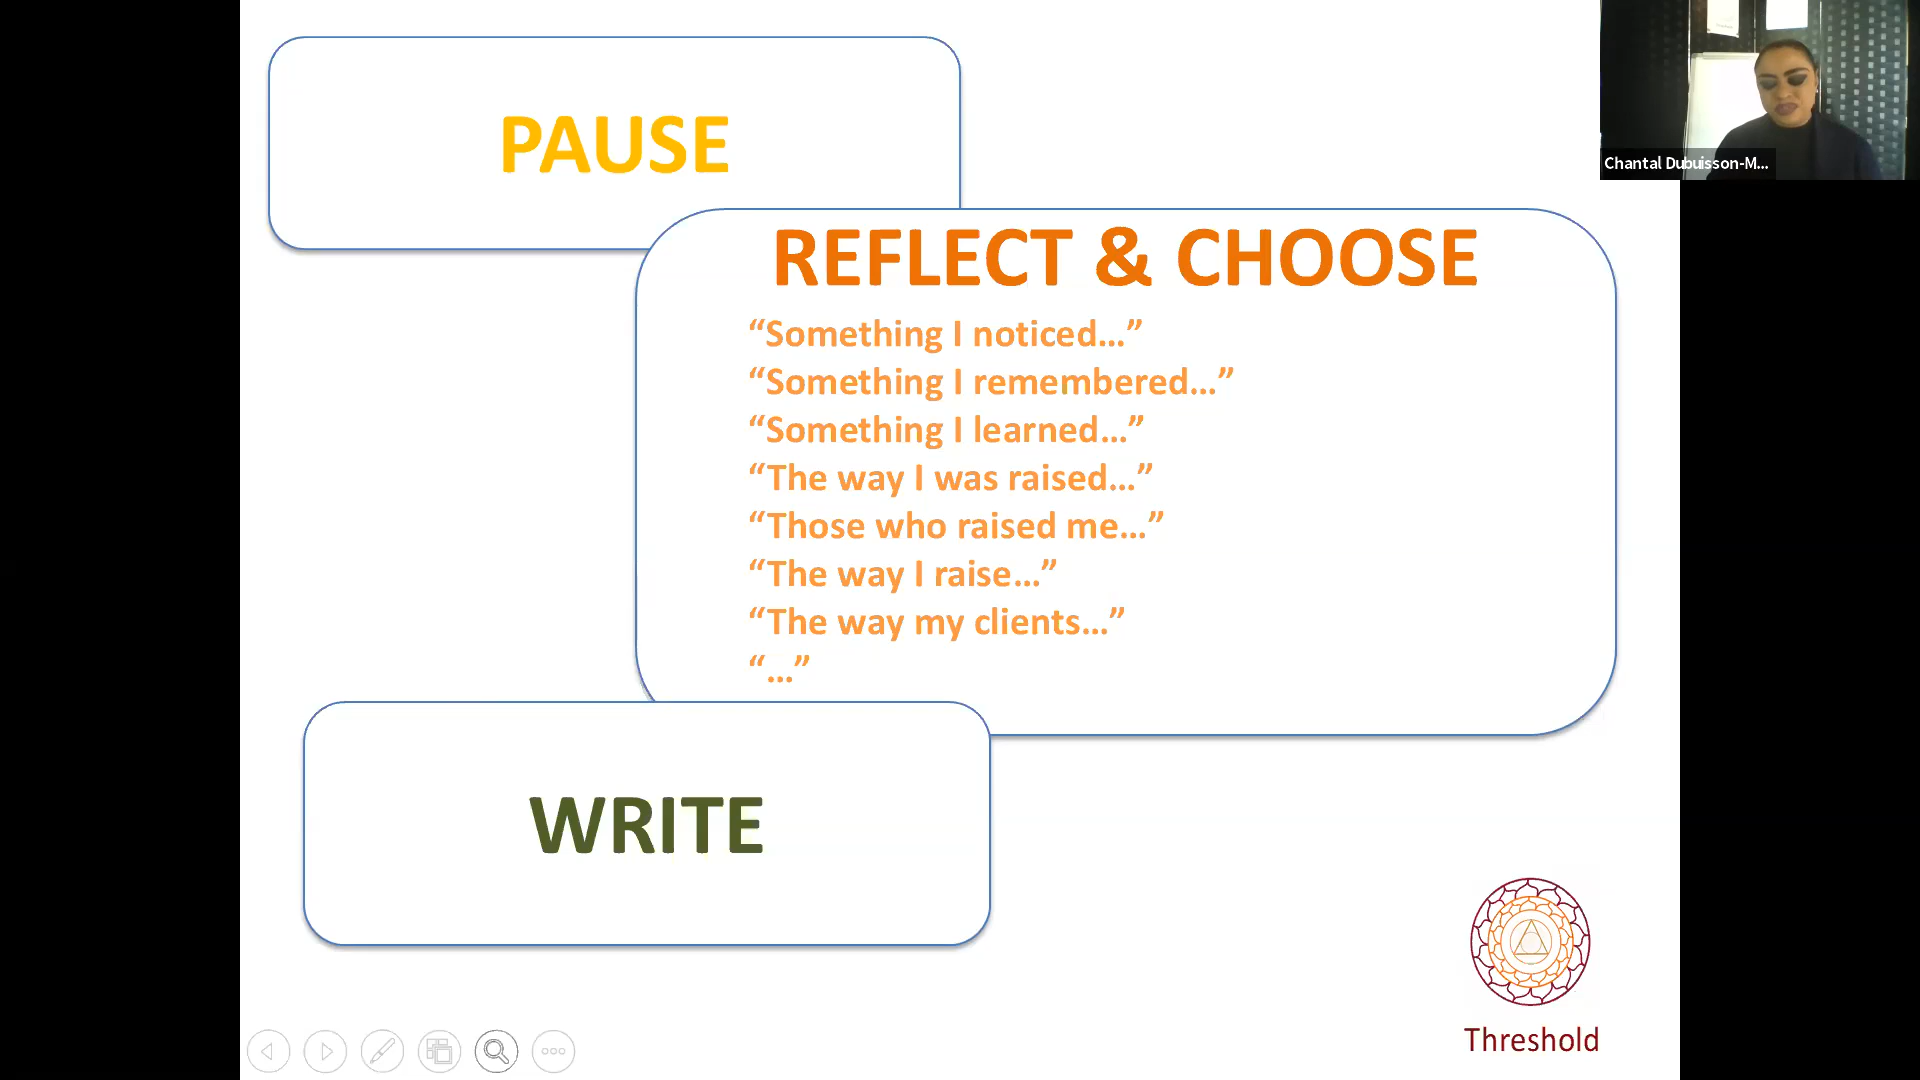 PAUSE
Chantal Dubuisson-M...
REFLECT & CHOOSE
“Something I noticed...”
“Something I remembered...”
“Something I learned...”
“The way I was raised...”
“Those who raised me...”
“The way I raise...”
“The way my clients...”
“...”
WRITE
Threshold